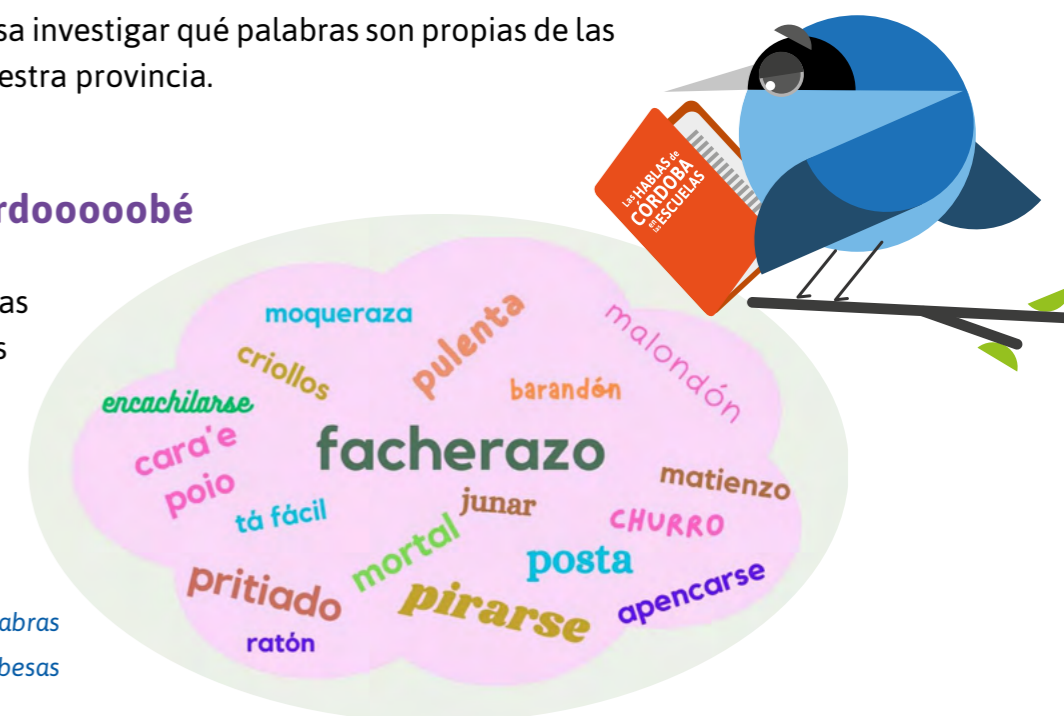 sa investigar qué palabras son propias de las
estra provincia.
Las HABLAS de
CÓRDOBA
en las
ESCUELAS
rdooooobé
as
s
moqueraza
pulenta
malondón
criollos
barandón
encachilarse
cara'e
poio
facherazo
matienzo
junar
tá fácil
CHURRO
mortal
posta
pritiado
pirarse
apencarse
ratón
abras
besas